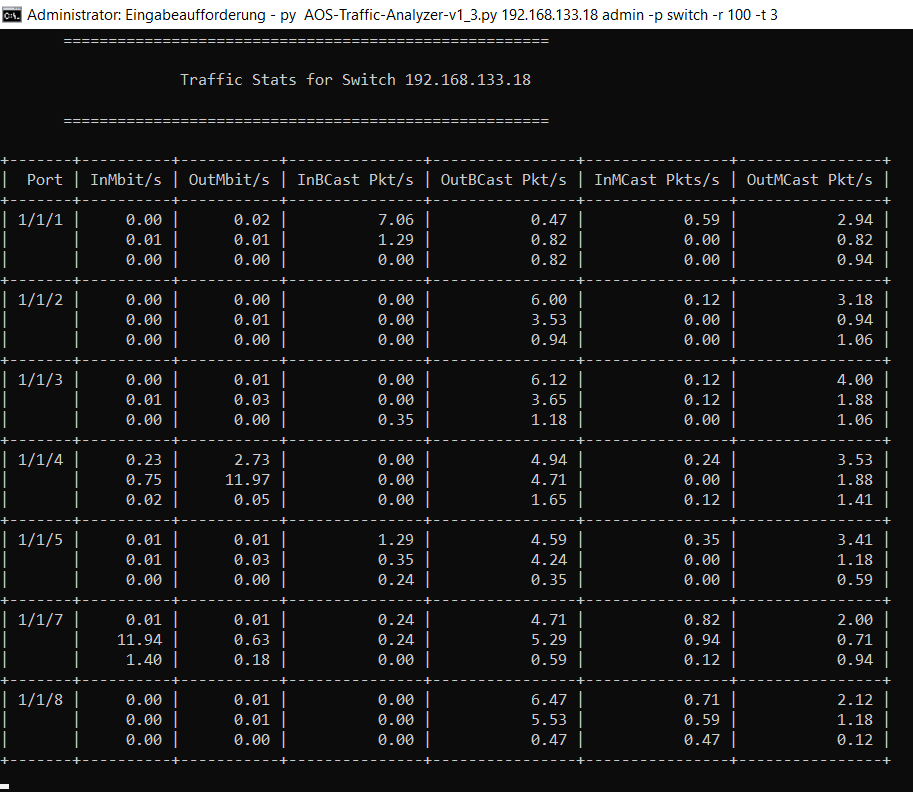 Administrator: Eingabeaufforderung - py  AOS-Traffic-Analyzer-v1_3.py 192.168.133.18 admin -p switch -r 100 -t 3
======================================================
Traffic Stats for Switch 192.168.133.18
======================================================
+-------+----------+-----------+---------------+----------------+----------------+----------------+
|  Port | InMbit/s | OutMbit/s | InBCast Pkt/s | OutBCast Pkt/s | InMCast Pkts/s | OutMCast Pkt/s |
+-------+----------+-----------+---------------+----------------+----------------+----------------+
| 1/1/1 |     0.00 |      0.02 |          7.06 |           0.47 |           0.59 |           2.94 |
|       |     0.01 |      0.01 |          1.29 |           0.82 |           0.00 |           0.82 |
|       |     0.00 |      0.00 |          0.00 |           0.82 |           0.00 |           0.94 |
+-------+----------+-----------+---------------+----------------+----------------+----------------+
| 1/1/2 |     0.00 |      0.00 |          0.00 |           6.00 |           0.12 |           3.18 |
|       |     0.00 |      0.01 |          0.00 |           3.53 |           0.00 |           0.94 |
|       |     0.00 |      0.00 |          0.00 |           0.94 |           0.00 |           1.06 |
+-------+----------+-----------+---------------+----------------+----------------+----------------+
| 1/1/3 |     0.00 |      0.01 |          0.00 |           6.12 |           0.12 |           4.00 |
|       |     0.01 |      0.03 |          0.00 |           3.65 |           0.12 |           1.88 |
|       |     0.00 |      0.00 |          0.35 |           1.18 |           0.00 |           1.06 |
+-------+----------+-----------+---------------+----------------+----------------+----------------+
| 1/1/4 |     0.23 |      2.73 |          0.00 |           4.94 |           0.24 |           3.53 |
|       |     0.75 |     11.97 |          0.00 |           4.71 |           0.00 |           1.88 |
|       |     0.02 |      0.05 |          0.00 |           1.65 |           0.12 |           1.41 |
+-------+----------+-----------+---------------+----------------+----------------+----------------+
| 1/1/5 |     0.01 |      0.01 |          1.29 |           4.59 |           0.35 |           3.41 |
|       |     0.01 |      0.03 |          0.35 |           4.24 |           0.00 |           1.18 |
|       |     0.00 |      0.00 |          0.24 |           0.35 |           0.00 |           0.59 |
+-------+----------+-----------+---------------+----------------+----------------+----------------+
| 1/1/7 |     0.01 |      0.01 |          0.24 |           4.71 |           0.82 |           2.00 |
|       |    11.94 |      0.63 |          0.24 |           5.29 |           0.94 |           0.71 |
|       |     1.40 |      0.18 |          0.00 |           0.59 |           0.12 |           0.94 |
+-------+----------+-----------+---------------+----------------+----------------+----------------+
| 1/1/8 |     0.00 |      0.01 |          0.00 |           6.47 |           0.71 |           2.12 |
|       |     0.00 |      0.01 |          0.00 |           5.53 |           0.59 |           1.18 |
|       |     0.00 |      0.00 |          0.00 |           0.47 |           0.47 |           0.12 |
+-------+----------+-----------+---------------+----------------+----------------+----------------+